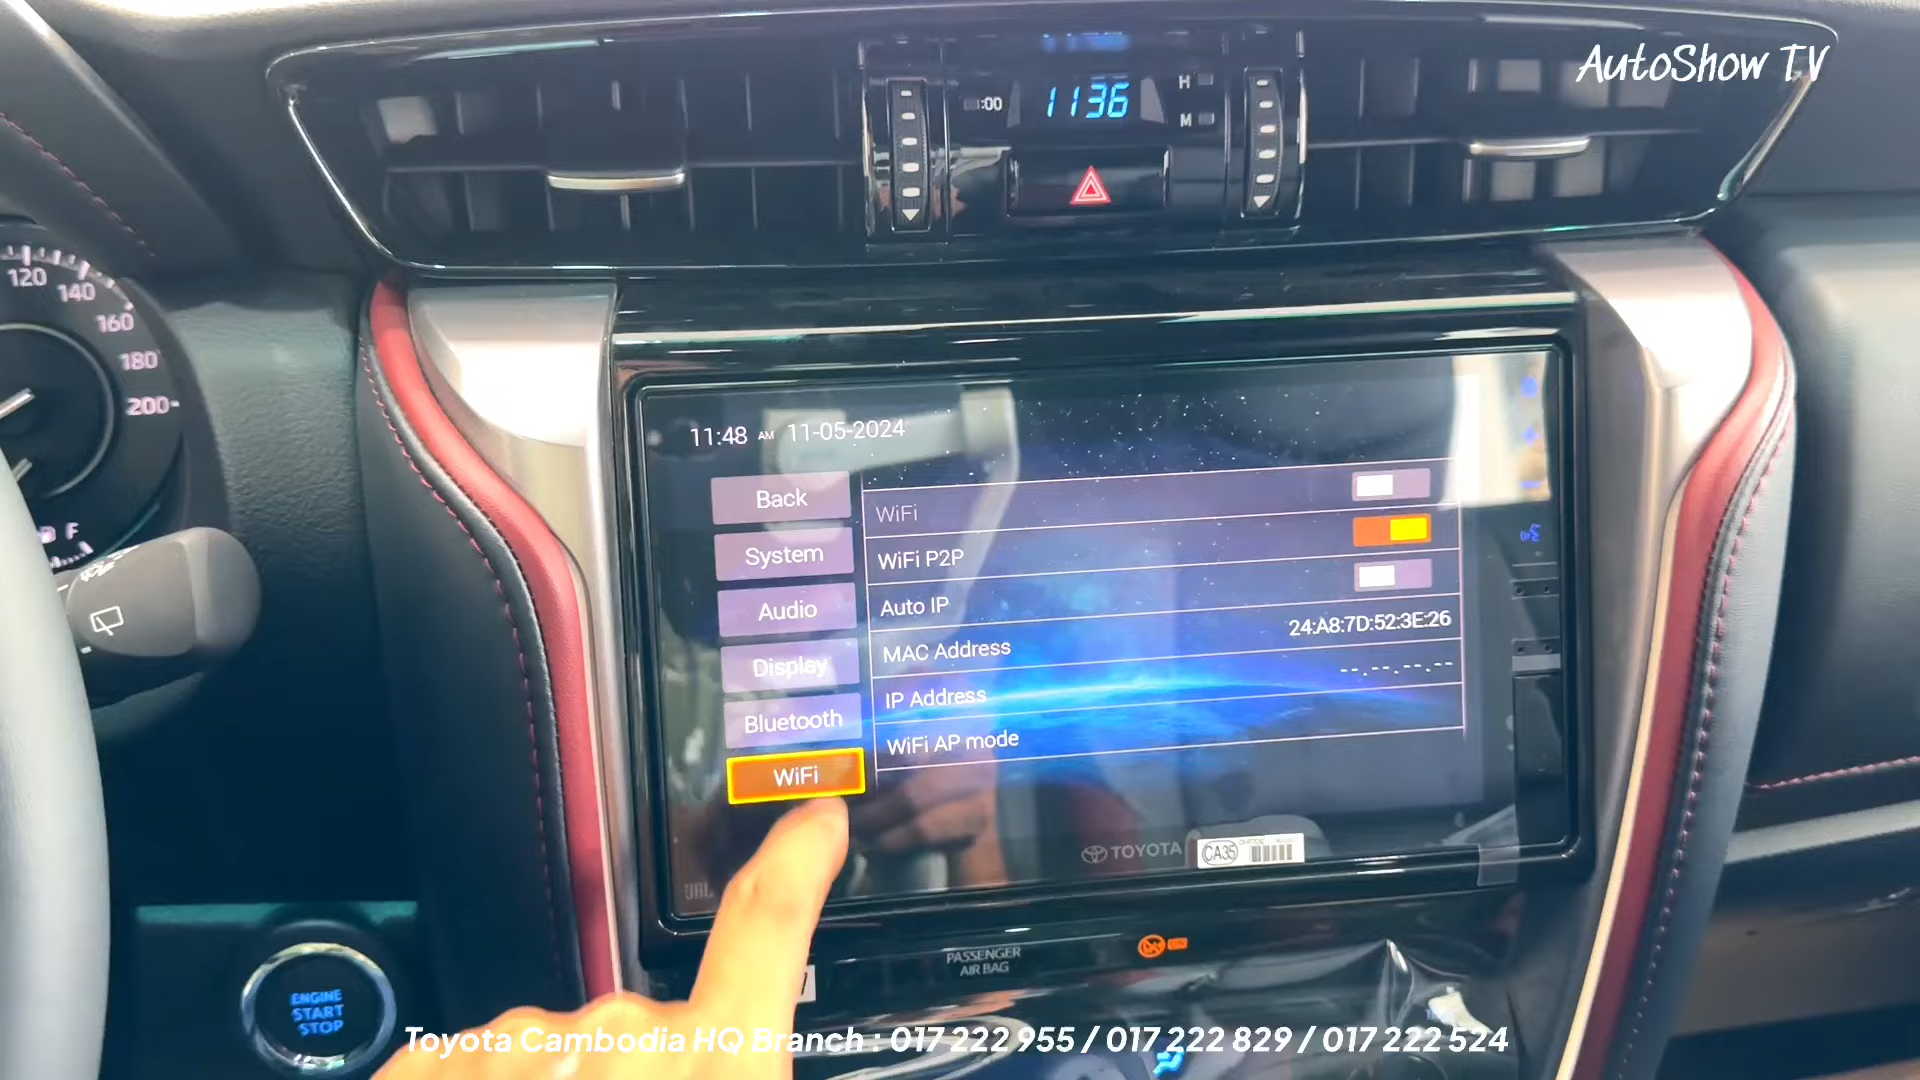 AutoShow TV
:00
1136
H
M
120
140
160
180
200
F
11:48 AM 11-05-2024
Back
System
Audio
Display
Bluetooth
WiFi
WiFi
WiFi P2P
Auto IP
MAC Address 24:A8:7D:52:3E:26
IP Address --.--.--.--
WiFi AP mode
TOYOTA
CA35
JBL
PASSENGER
AIR BAG
ENGINE
START
STOP
Toyota Cambodia HQ Branch : 017 222 955 / 017 222 829 / 017 222 524